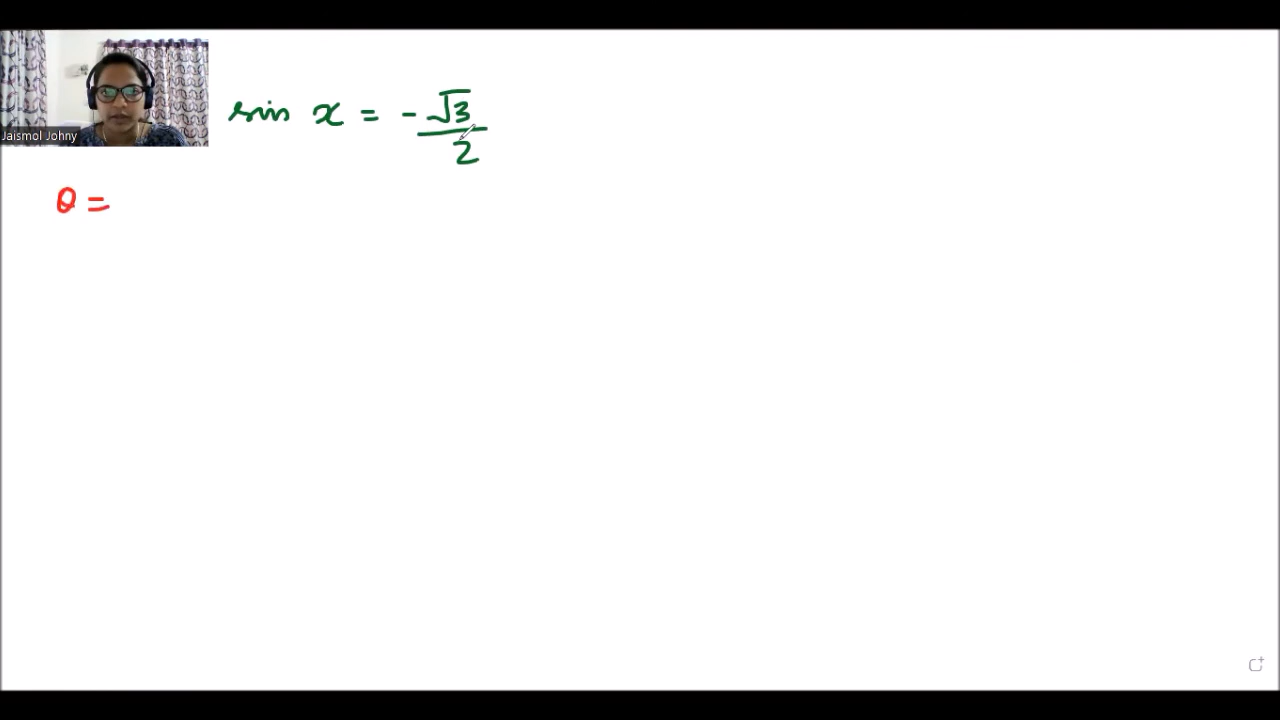 Jaismol Johny
sin x = -√3/2
θ =